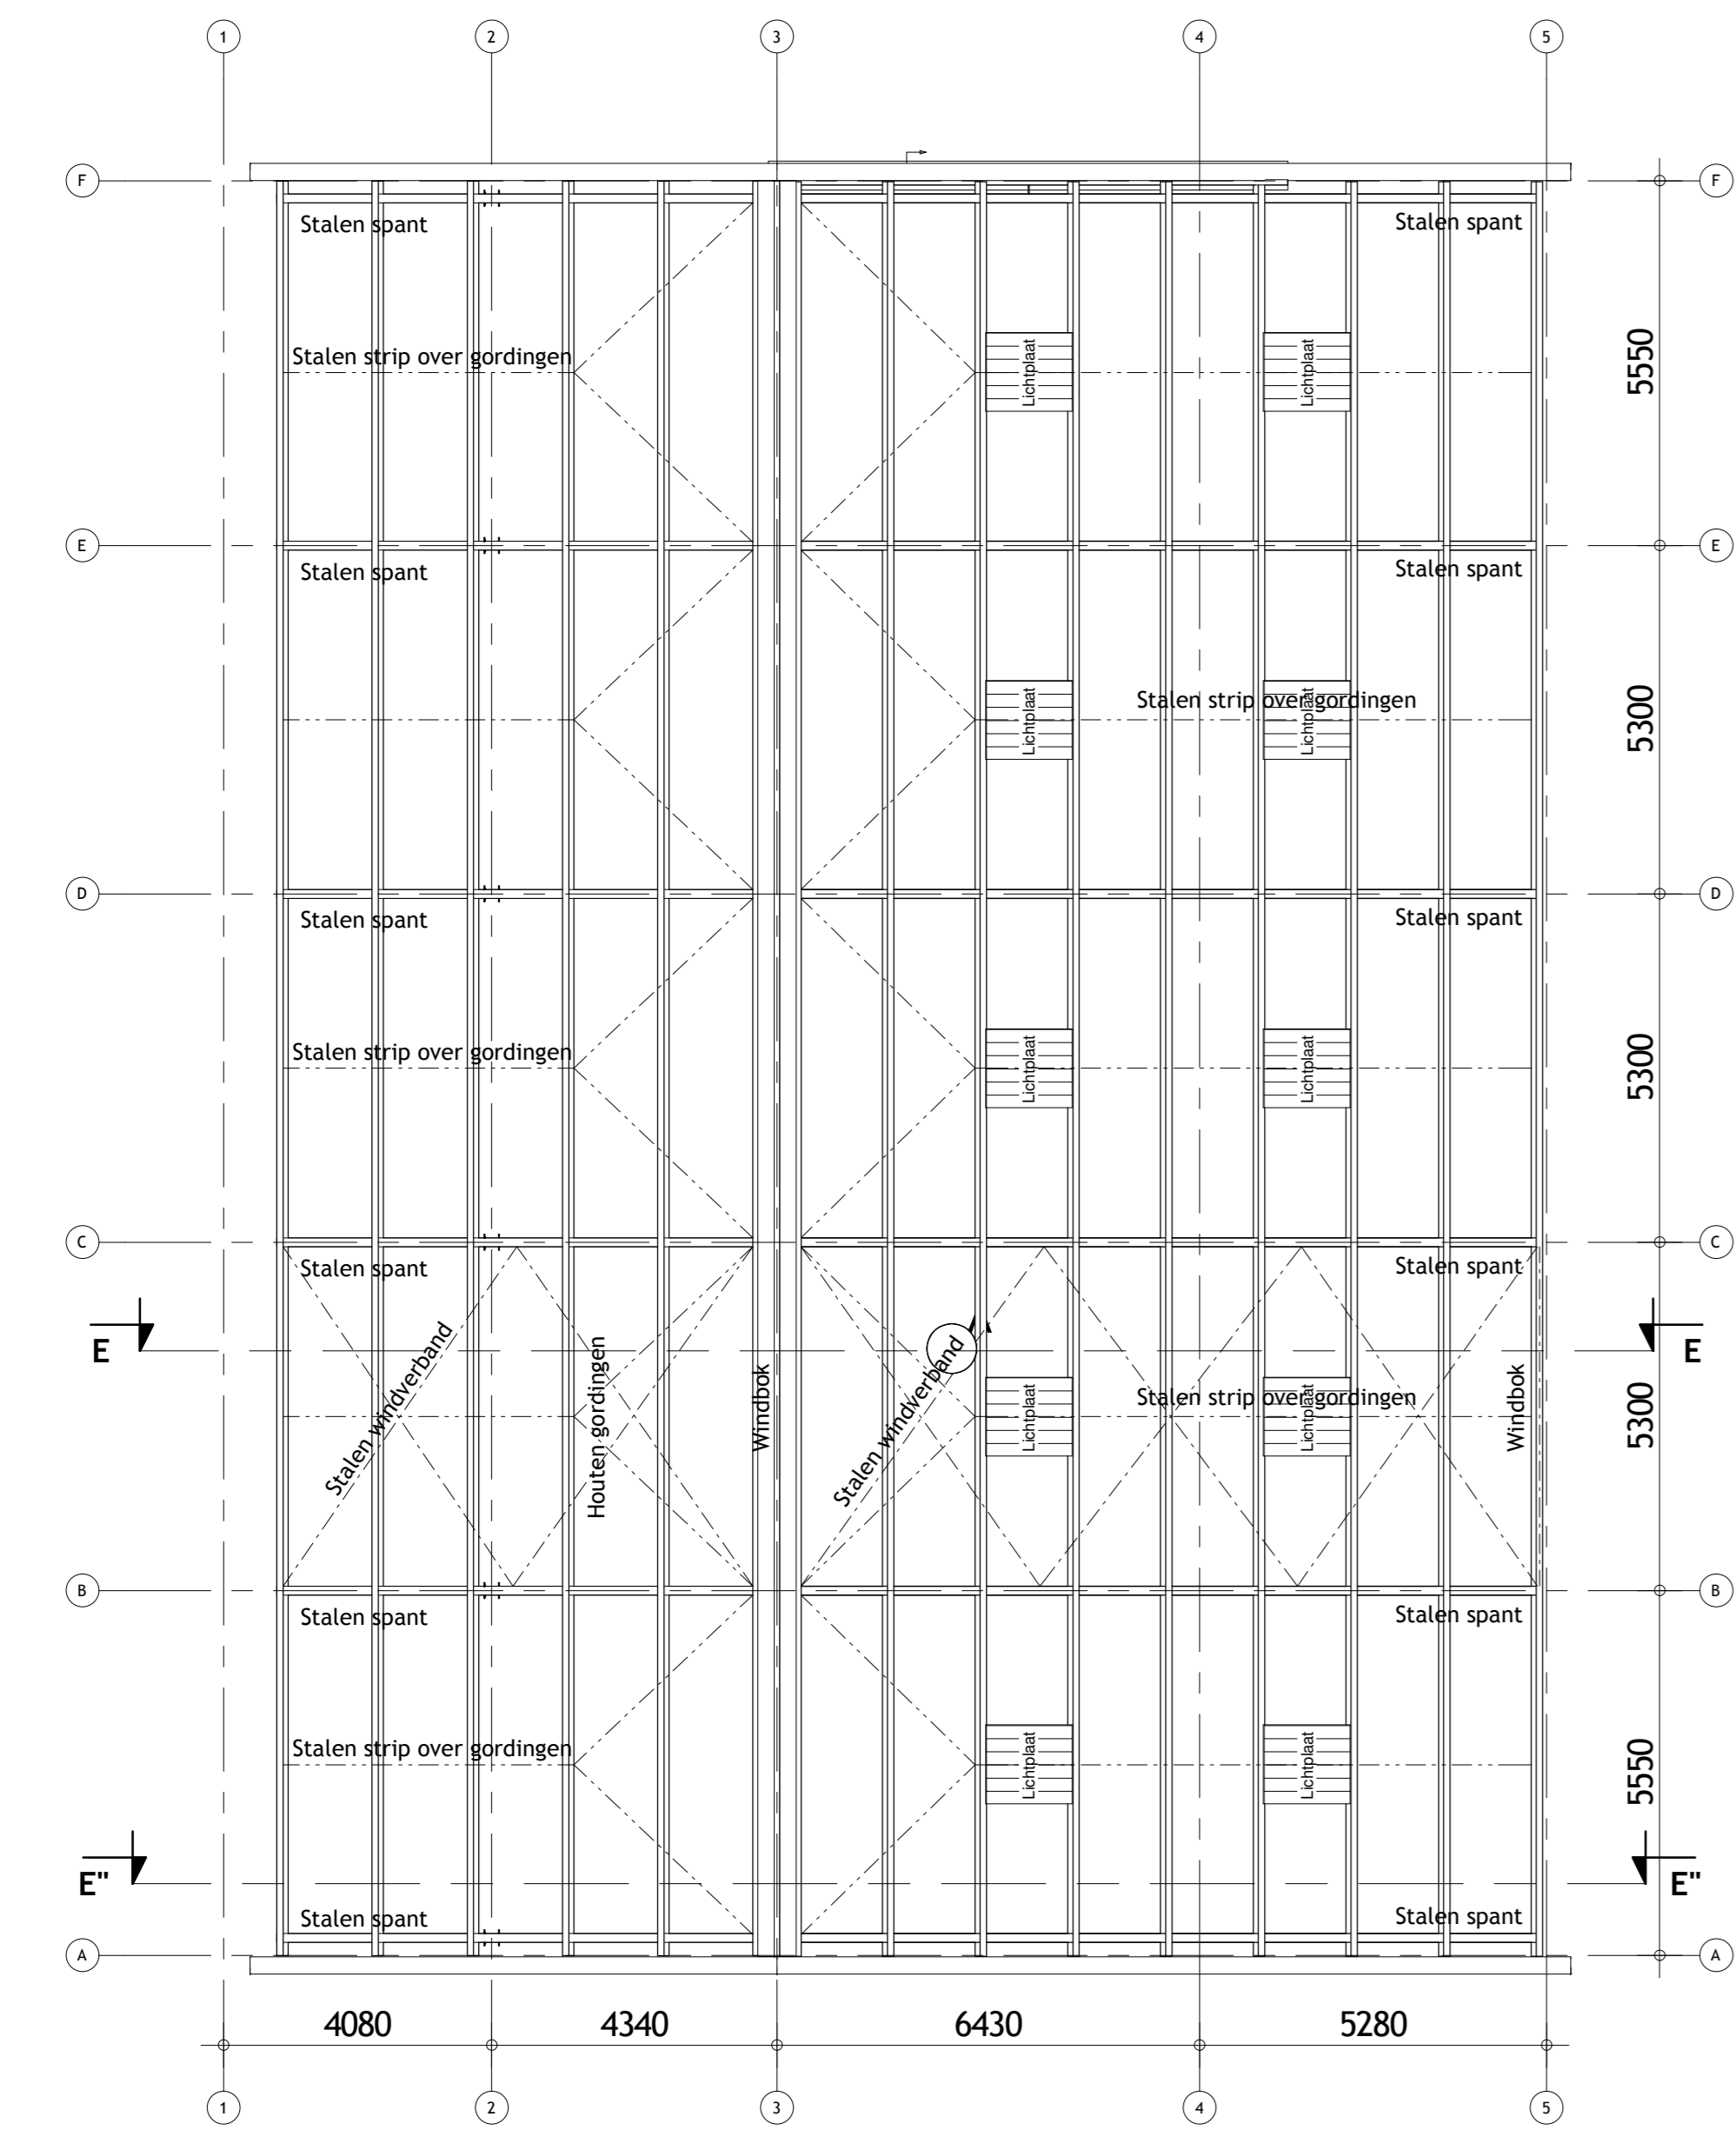 1 2 3 4 5
F F
Stalen spant Stalen spant
5550
Stalen strip over gordingen Lichtplaat Lichtplaat
E E
Stalen spant Stalen spant
5300
Lichtplaat Stalen strip over gordingen Lichtplaat
D D
Stalen spant Stalen spant
5300
Stalen strip over gordingen Lichtplaat Lichtplaat
C C
Stalen spant Stalen spant
E E
Stalen windverband Houten gordingen Windbok Stalen windverband Lichtplaat Stalen strip over gordingen Lichtplaat Windbok
5300
B B
Stalen spant Stalen spant
5550
Stalen strip over gordingen Lichtplaat Lichtplaat
E" E"
Stalen spant Stalen spant
A A
4080 4340 6430 5280
1 2 3 4 5